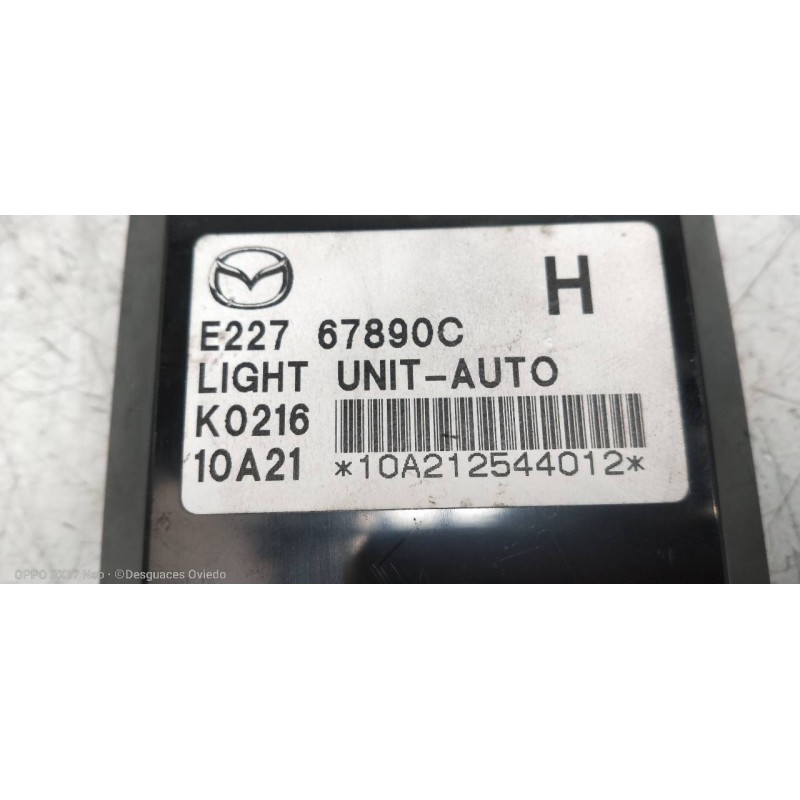 H
E227 67890C
LIGHT UNIT-AUTO
K0216
10A21 *10A212544012*
©Desguaces Oviedo